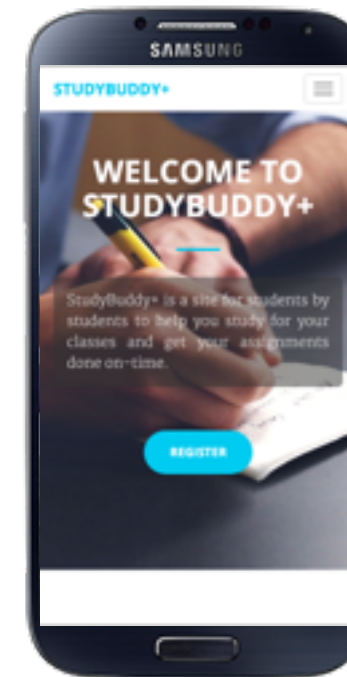 SAMSUNG
STUDYBUDDY+
WELCOME TO
STUDYBUDDY+
StudyBuddy+ is a site for students by
students to help you study for your
classes and get your assignments
done on-time.
REGISTER